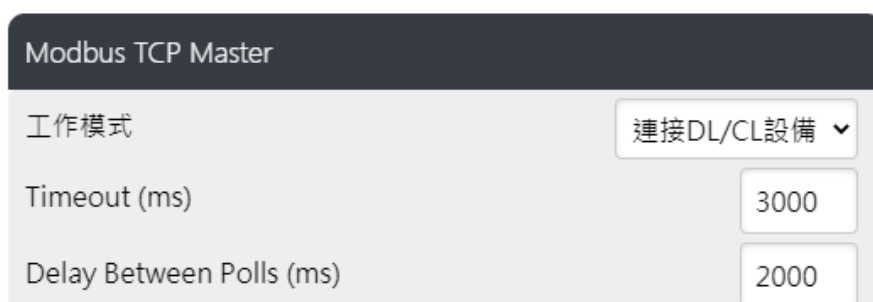 Modbus TCP Master
工作模式 連接DL/CL設備
Timeout (ms) 3000
Delay Between Polls (ms) 2000